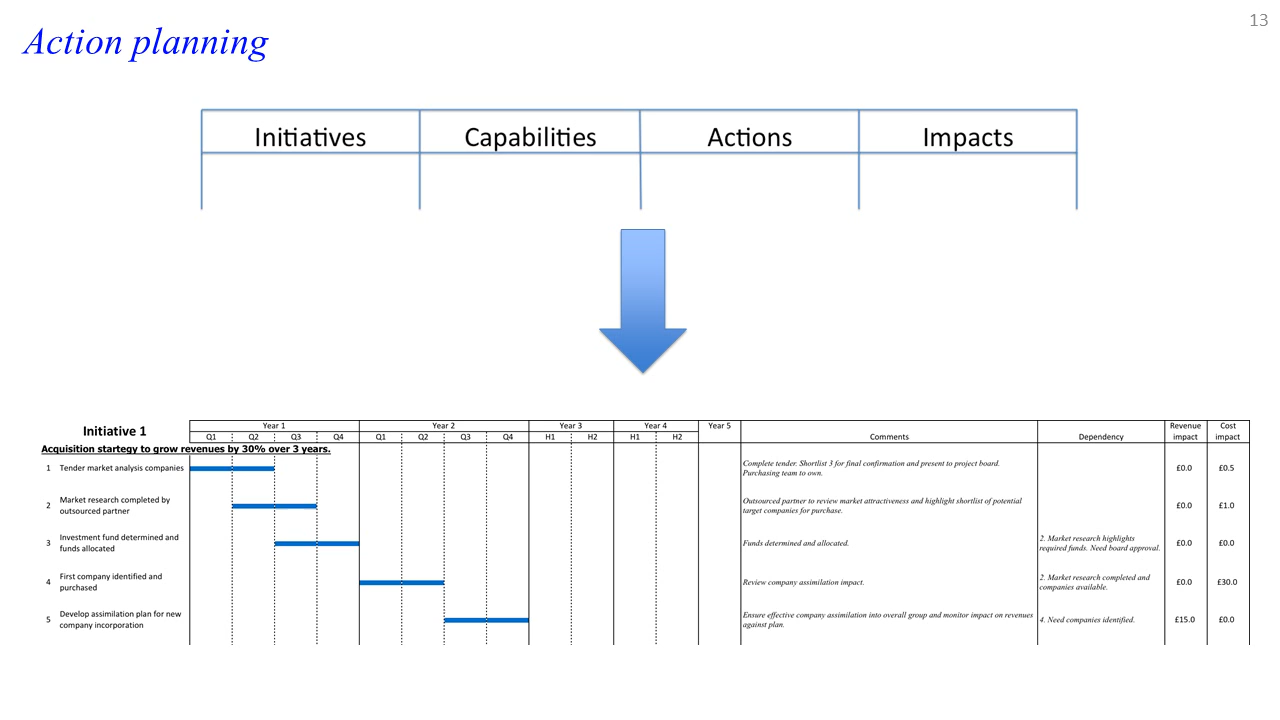 13
Action planning
Initiatives Capabilities Actions Impacts
Initiative 1 Year 1 Year 2 Year 3 Year 4 Year 5 Comments Dependency Revenue impact Cost impact
Q1 Q2 Q3 Q4 Q1 Q2 Q3 Q4 H1 H2 H1 H2
Acquisition startegy to grow revenues by 30% over 3 years.
1 Tender market analysis companies
Complete tender. Shortlist 3 for final confirmation and present to project board.
Purchasing team to own.
£0.0 £0.5
2 Market research completed by
outsourced partner
Outsourced partner to review market attractiveness and highlight shortlist of potential
target companies for purchase.
£0.0 £1.0
3 Investment fund determined and
funds allocated
Funds determined and allocated.
2. Market research highlights
required funds. Need board approval.
£0.0 £0.0
4 First company identified and
purchased
Review company assimilation impact.
2. Market research completed and
companies available.
£0.0 £30.0
5 Develop assimilation plan for new
company incorporation
Ensure effective company assimilation into overall group and monitor impact on revenues
against plan.
4. Need companies identified.
£15.0 £0.0